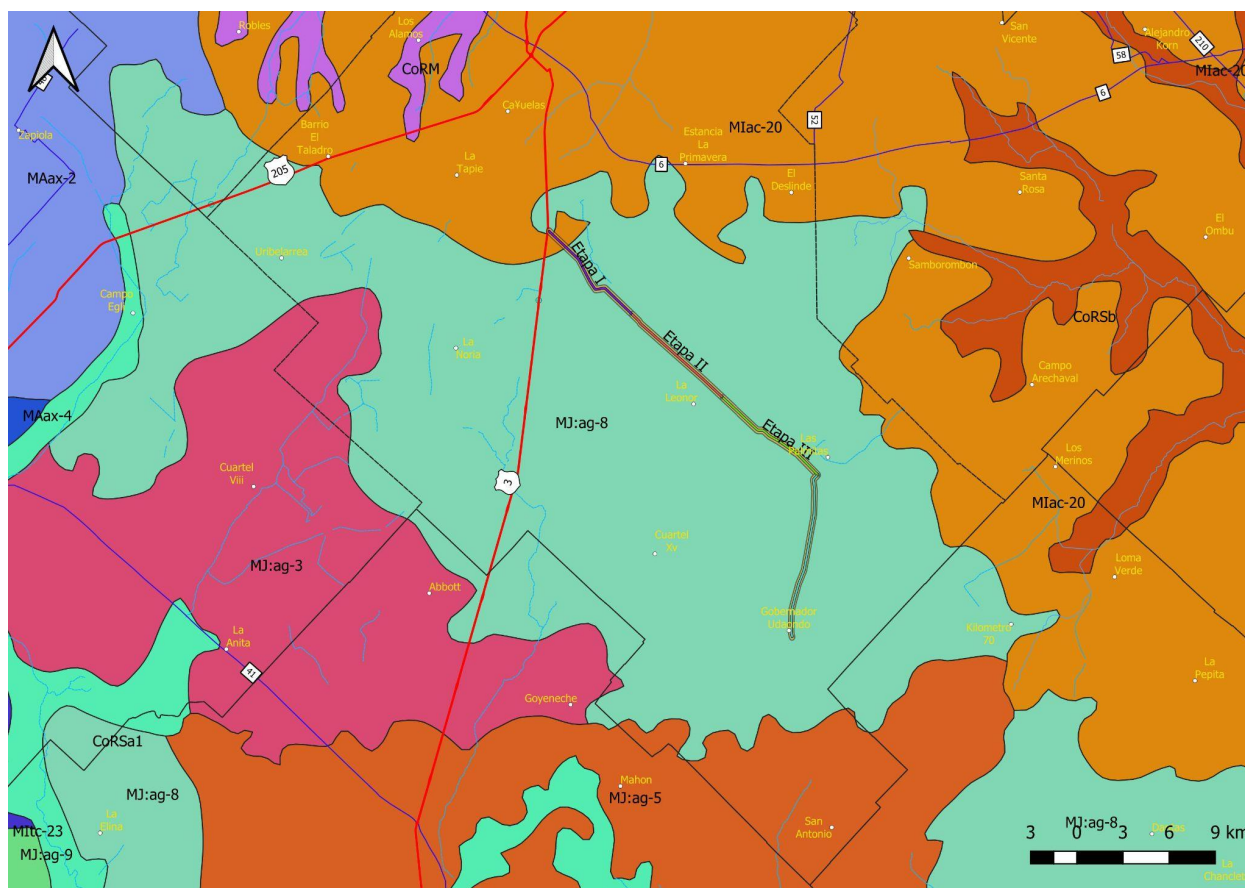 Robles
Los
Alamos
San
Vicente
Alejandro
Korn
210
58
CoRM
MIac-20
6
Ca¥uelas
Zapiola
Barrio
El
Taladro
52
MIac-20
Estancia
La
Primavera
6
205
La
Tapie
El
Deslinde
Santa
Rosa
MAax-2
El
Ombu
Etapa I
Uribelarrea
Samborombon
Campo
Egli
CoRSb
La
Noria
Etapa II
La
Leonor
Campo
Arechaval
MAax-4
MJ:ag-8
Etapa III
Los
Merinos
Cuartel
Viii
3
MIac-20
Cuartel
Xv
MJ:ag-3
Loma
Verde
Abbott
Gobernador
Udaondo
Kilometro
70
La
Anita
41
La
Pepita
Goyeneche
CoRSa1
Mahon
MJ:ag-8
MJ:ag-5
La
Elina
San
Antonio
MJ:ag-8
MItc-23
MJ:ag-9
3 0 3 6 9 km